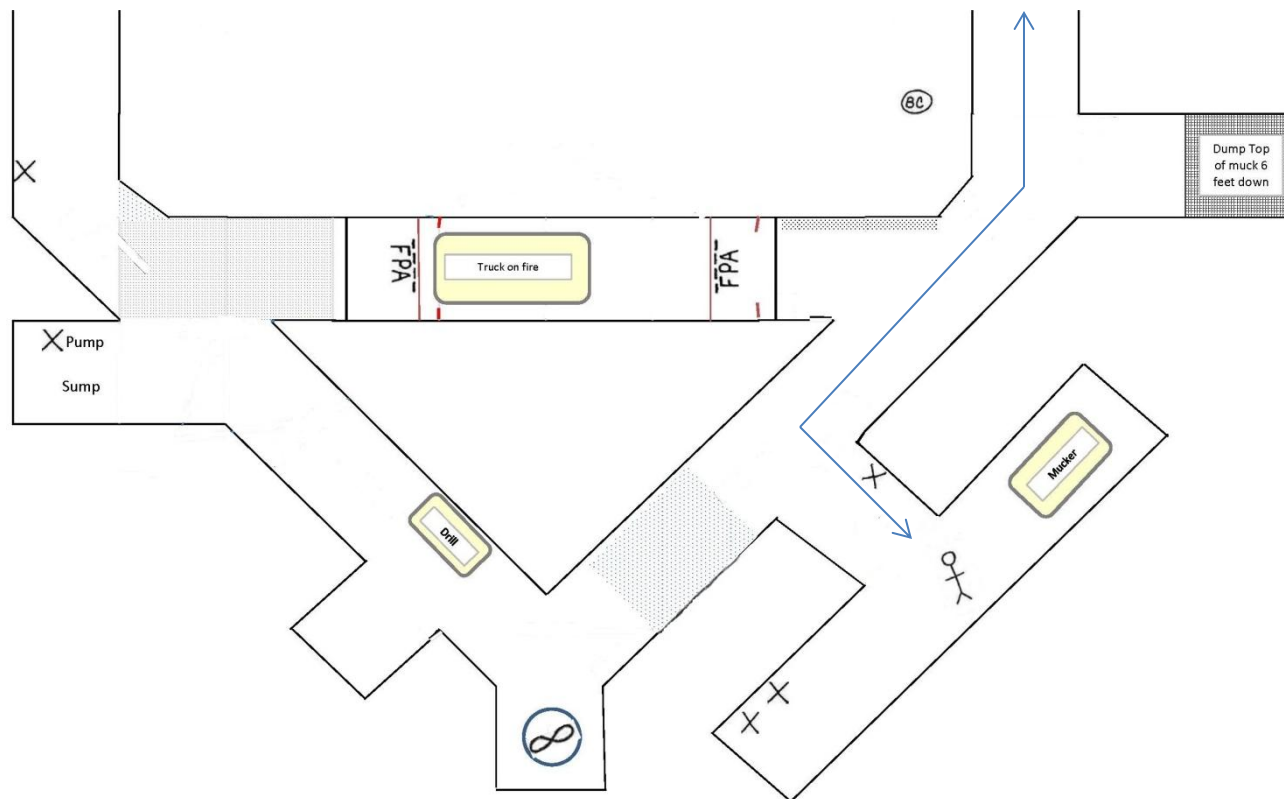 BC
Dump Top
of muck 6
feet down
FPA
Truck on fire
FPA
X
X Pump
Sump
Mucker
X
Drill
X
X